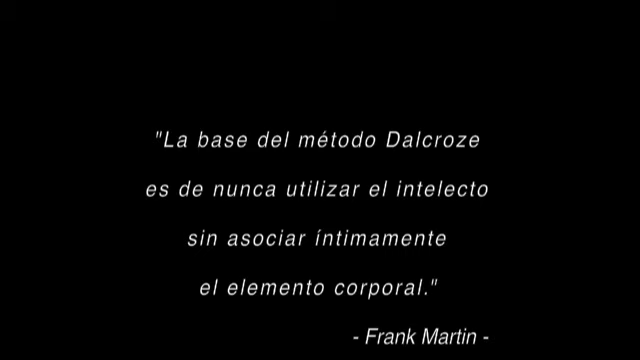 "La base del método Dalcroze
es de nunca utilizar el intelecto
sin asociar íntimamente
el elemento corporal."
- Frank Martin -